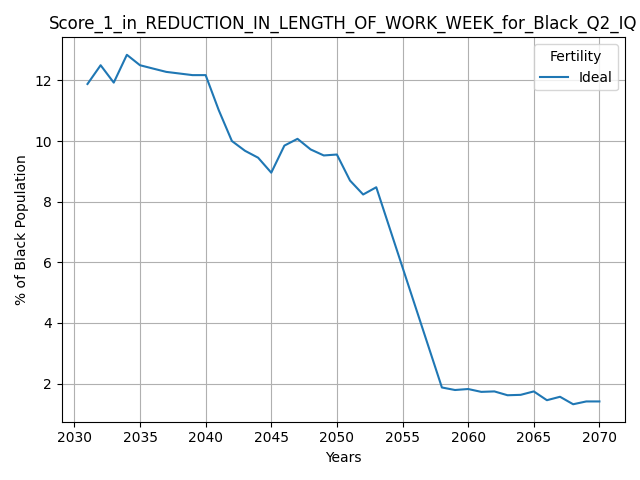 Score_1_in_REDUCTION_IN_LENGTH_OF_WORK_WEEK_for_Black_Q2_IQ
Fertility
Ideal
% of Black Population
12
10
8
6
4
2
2030 2035 2040 2045 2050 2055 2060 2065 2070
Years